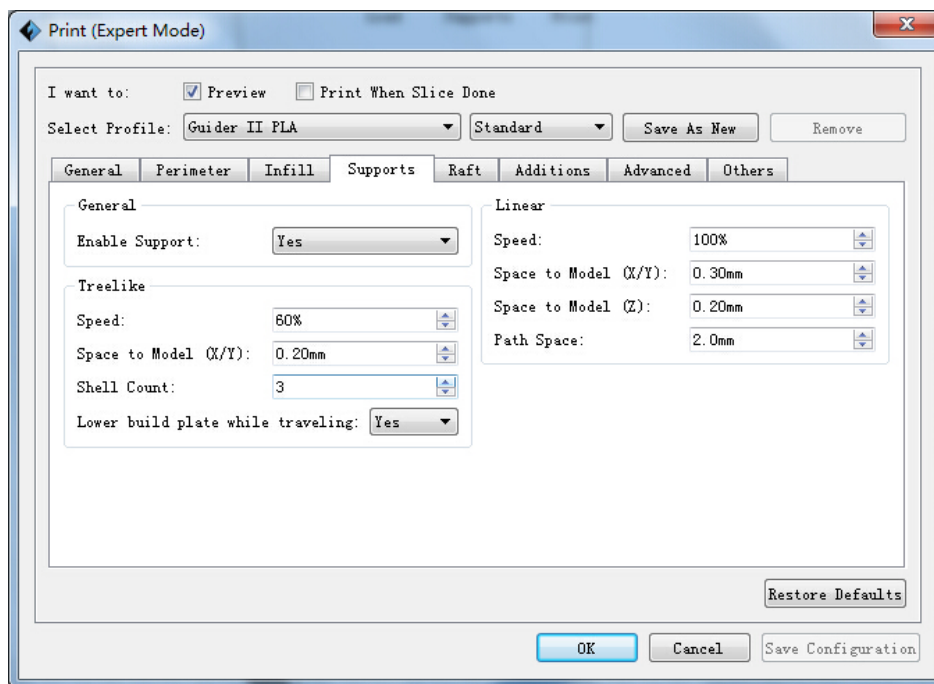 Print (Expert Mode)
I want to: Preview Print When Slice Done
Select Profile: Guider II PLA Standard Save As New Remove
General Perimeter Infill Supports Raft Additions Advanced Others
General
Enable Support: Yes
Treelike
Speed: 60%
Space to Model (X/Y): 0.20mm
Shell Count: 3
Lower build plate while traveling: Yes
Linear
Speed: 100%
Space to Model (X/Y): 0.30mm
Space to Model (Z): 0.20mm
Path Space: 2.0mm
Restore Defaults
OK Cancel Save Configuration